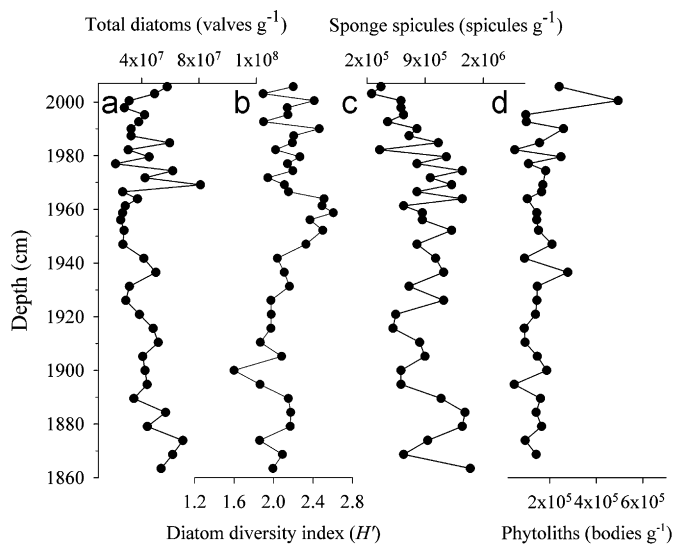 Total diatoms (valves g⁻¹) Sponge spicules (spicules g⁻¹)
4x10⁷ 8x10⁷ 1x10⁸ 2x10⁵ 9x10⁵ 2x10⁶
a b c d
2000
1980
1960
1940
1920
1900
1880
1860
Depth (cm)
1.2 1.6 2.0 2.4 2.8 2x10⁵ 4x10⁵ 6x10⁵
Diatom diversity index (H') Phytoliths (bodies g⁻¹)